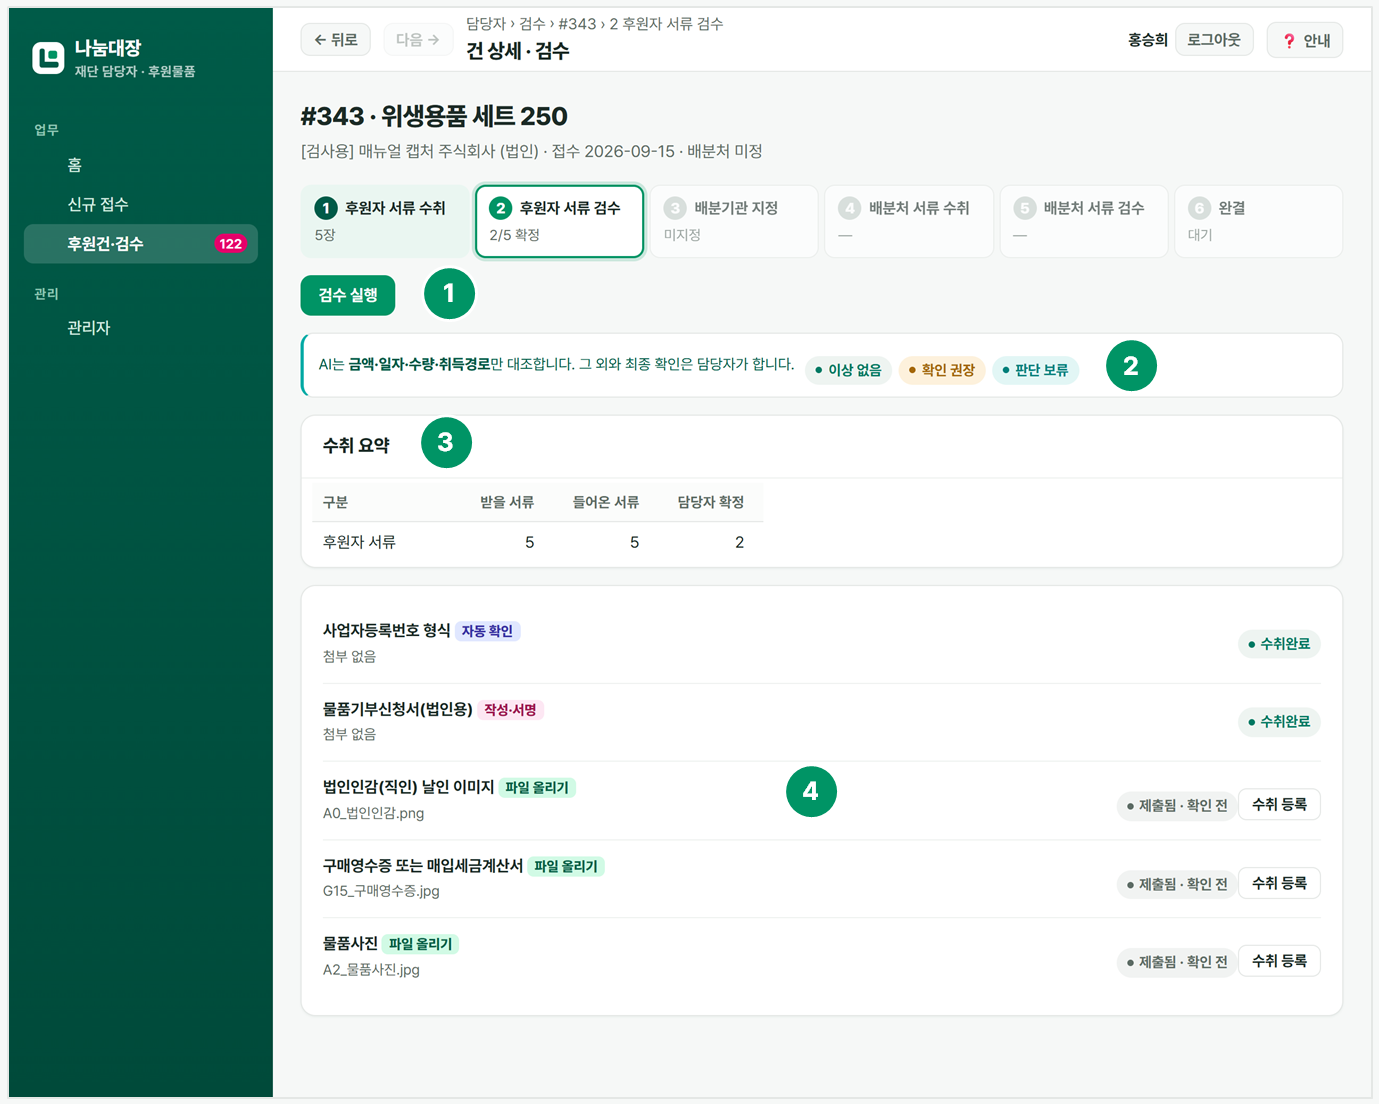 나눔대장
재단 담당자 · 후원물품
업무
홈
신규 접수
후원건·검수 122
관리
관리자
← 뒤로
다음 →
담당자 › 검수 › #343 › 2 후원자 서류 검수
건 상세 · 검수
홍승희
로그아웃
❓ 안내
#343 · 위생용품 세트 250
[검사용] 매뉴얼 캡처 주식회사 (법인) · 접수 2026-09-15 · 배분처 미정
1 후원자 서류 수취
5장
2 후원자 서류 검수
2/5 확정
3 배분기관 지정
미지정
4 배분처 서류 수취
—
5 배분처 서류 검수
—
6 완결
대기
검수 실행
1
AI는 금액·일자·수량·취득경로만 대조합니다. 그 외와 최종 확인은 담당자가 합니다.
이상 없음
확인 권장
판단 보류
2
수취 요약
3
구분 받을 서류 들어온 서류 담당자 확정
후원자 서류 5 5 2
사업자등록번호 형식 자동 확인
첨부 없음
수취완료
물품기부신청서(법인용) 작성·서명
첨부 없음
수취완료
법인인감(직인) 날인 이미지 파일 올리기
A0_법인인감.png
4
제출됨 · 확인 전 수취 등록
구매영수증 또는 매입세금계산서 파일 올리기
G15_구매영수증.jpg
제출됨 · 확인 전 수취 등록
물품사진 파일 올리기
A2_물품사진.jpg
제출됨 · 확인 전 수취 등록